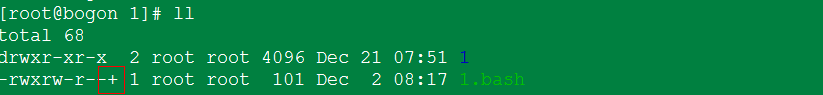 [root@bogon 1]# ll
total 68
drwxr-xr-x  2 root root 4096 Dec 21 07:51 1
-rwxrw-r--+ 1 root root  101 Dec  2 08:17 1.bash